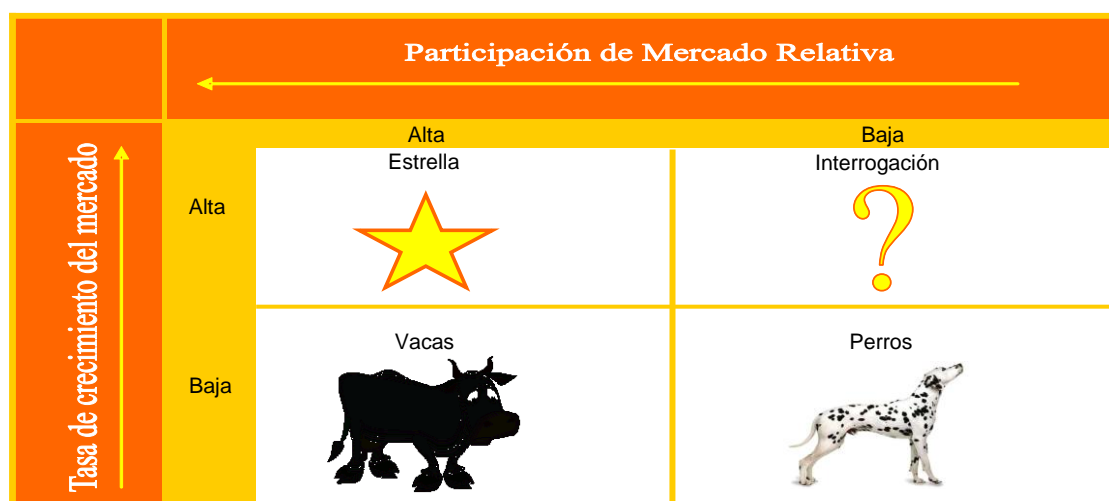 Participación de Mercado Relativa
Alta
Baja
Tasa de crecimiento del mercado
Alta
Estrella
Interrogación
?
Baja
Vacas
Perros